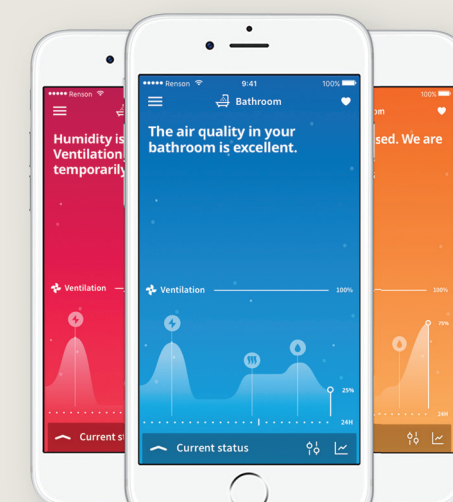 Renson
Humidity is
Ventilation
temporarily
Ventilation
Current
Renson 9:41 100%
Bathroom
The air quality in your
bathroom is excellent.
Ventilation 100%
25%
24H
Current status
100%
om
sed. We are
100%
75%
24H